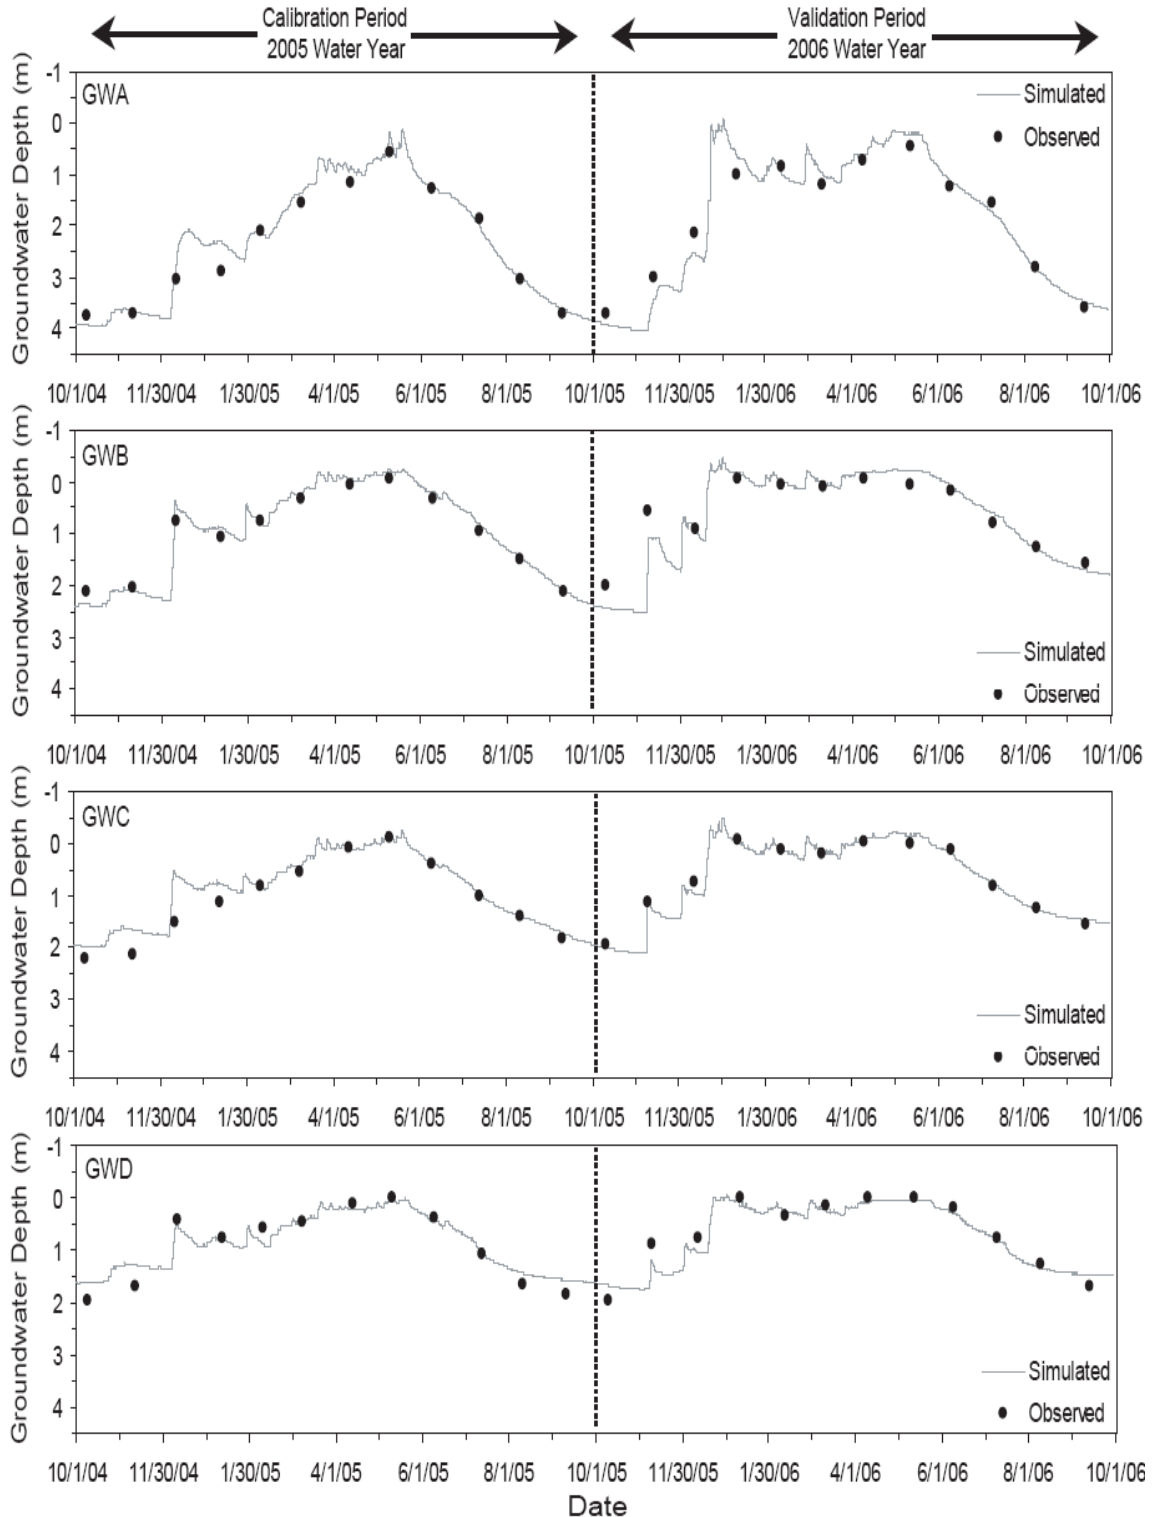 Calibration Period
2005 Water Year
Validation Period
2006 Water Year
Groundwater Depth (m)
-1
0
1
2
3
4
GWA
Simulated
Observed
10/1/04 11/30/04 1/30/05 4/1/05 6/1/05 8/1/05 10/1/05 11/30/05 1/30/06 4/1/06 6/1/06 8/1/06 10/1/06
Groundwater Depth (m)
-1
0
1
2
3
4
GWB
Simulated
Observed
10/1/04 11/30/04 1/30/05 4/1/05 6/1/05 8/1/05 10/1/05 11/30/05 1/30/06 4/1/06 6/1/06 8/1/06 10/1/06
Groundwater Depth (m)
-1
0
1
2
3
4
GWC
Simulated
Observed
10/1/04 11/30/04 1/30/05 4/1/05 6/1/05 8/1/05 10/1/05 11/30/05 1/30/06 4/1/06 6/1/06 8/1/06 10/1/06
Groundwater Depth (m)
-1
0
1
2
3
4
GWD
Simulated
Observed
10/1/04 11/30/04 1/30/05 4/1/05 6/1/05 8/1/05 10/1/05 11/30/05 1/30/06 4/1/06 6/1/06 8/1/06 10/1/06
Date